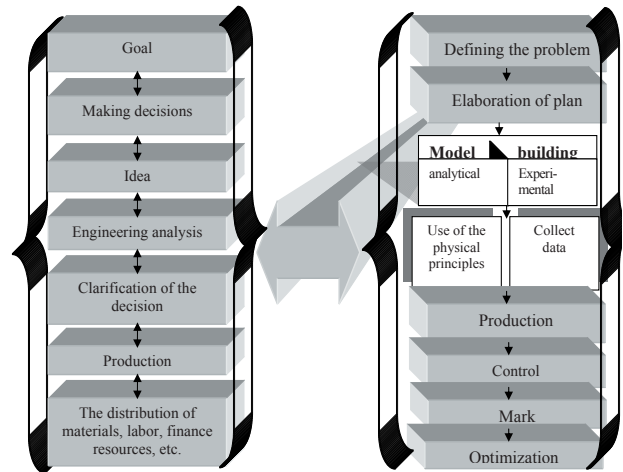 Goal
Making decisions
Idea
Engineering analysis
Clarification of the
decision
Production
The distribution of
materials, labor, finance
resources, etc.
Defining the problem
Elaboration of plan
Model building
analytical
Experi-
mental
Use of the
physical
principles
Collect
data
Production
Control
Mark
Optimization